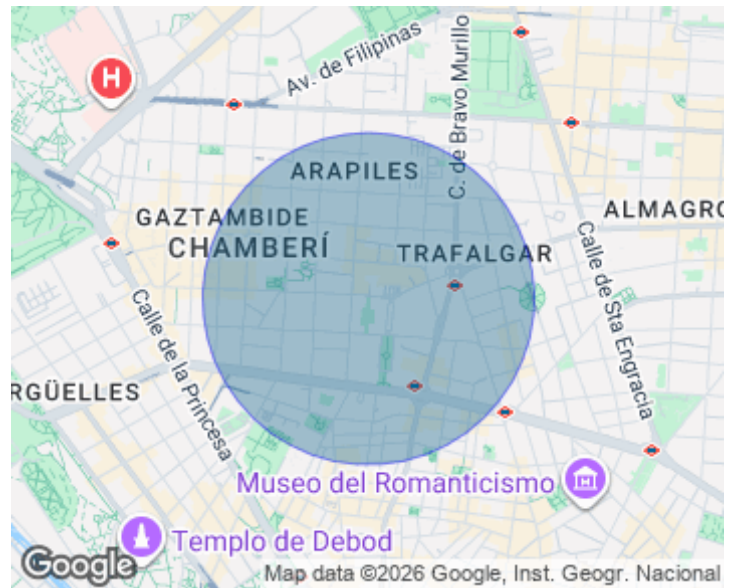 Av. de Filipinas
C. de Bravo Murillo
H
ARAPILES
GAZTAMBIDE
CHAMBERÍ
TRAFALGAR
ALMAGRO
Calle de Sta Engracia
Calle de la Princesa
RGÜELLES
Museo del Romanticismo
Templo de Debod
Google
Map data ©2026 Google, Inst. Geogr. Nacional